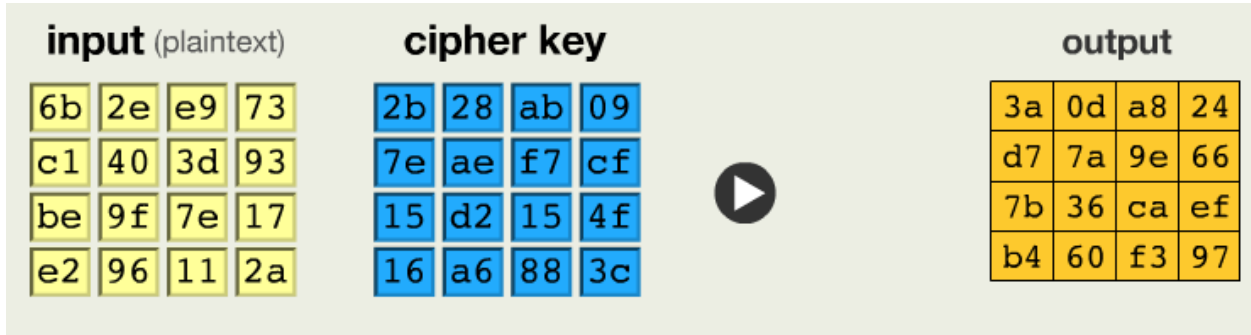 input (plaintext) cipher key output
6b 2e e9 73 2b 28 ab 09 3a 0d a8 24
c1 40 3d 93 7e ae f7 cf d7 7a 9e 66
be 9f 7e 17 15 d2 15 4f 7b 36 ca ef
e2 96 11 2a 16 a6 88 3c b4 60 f3 97